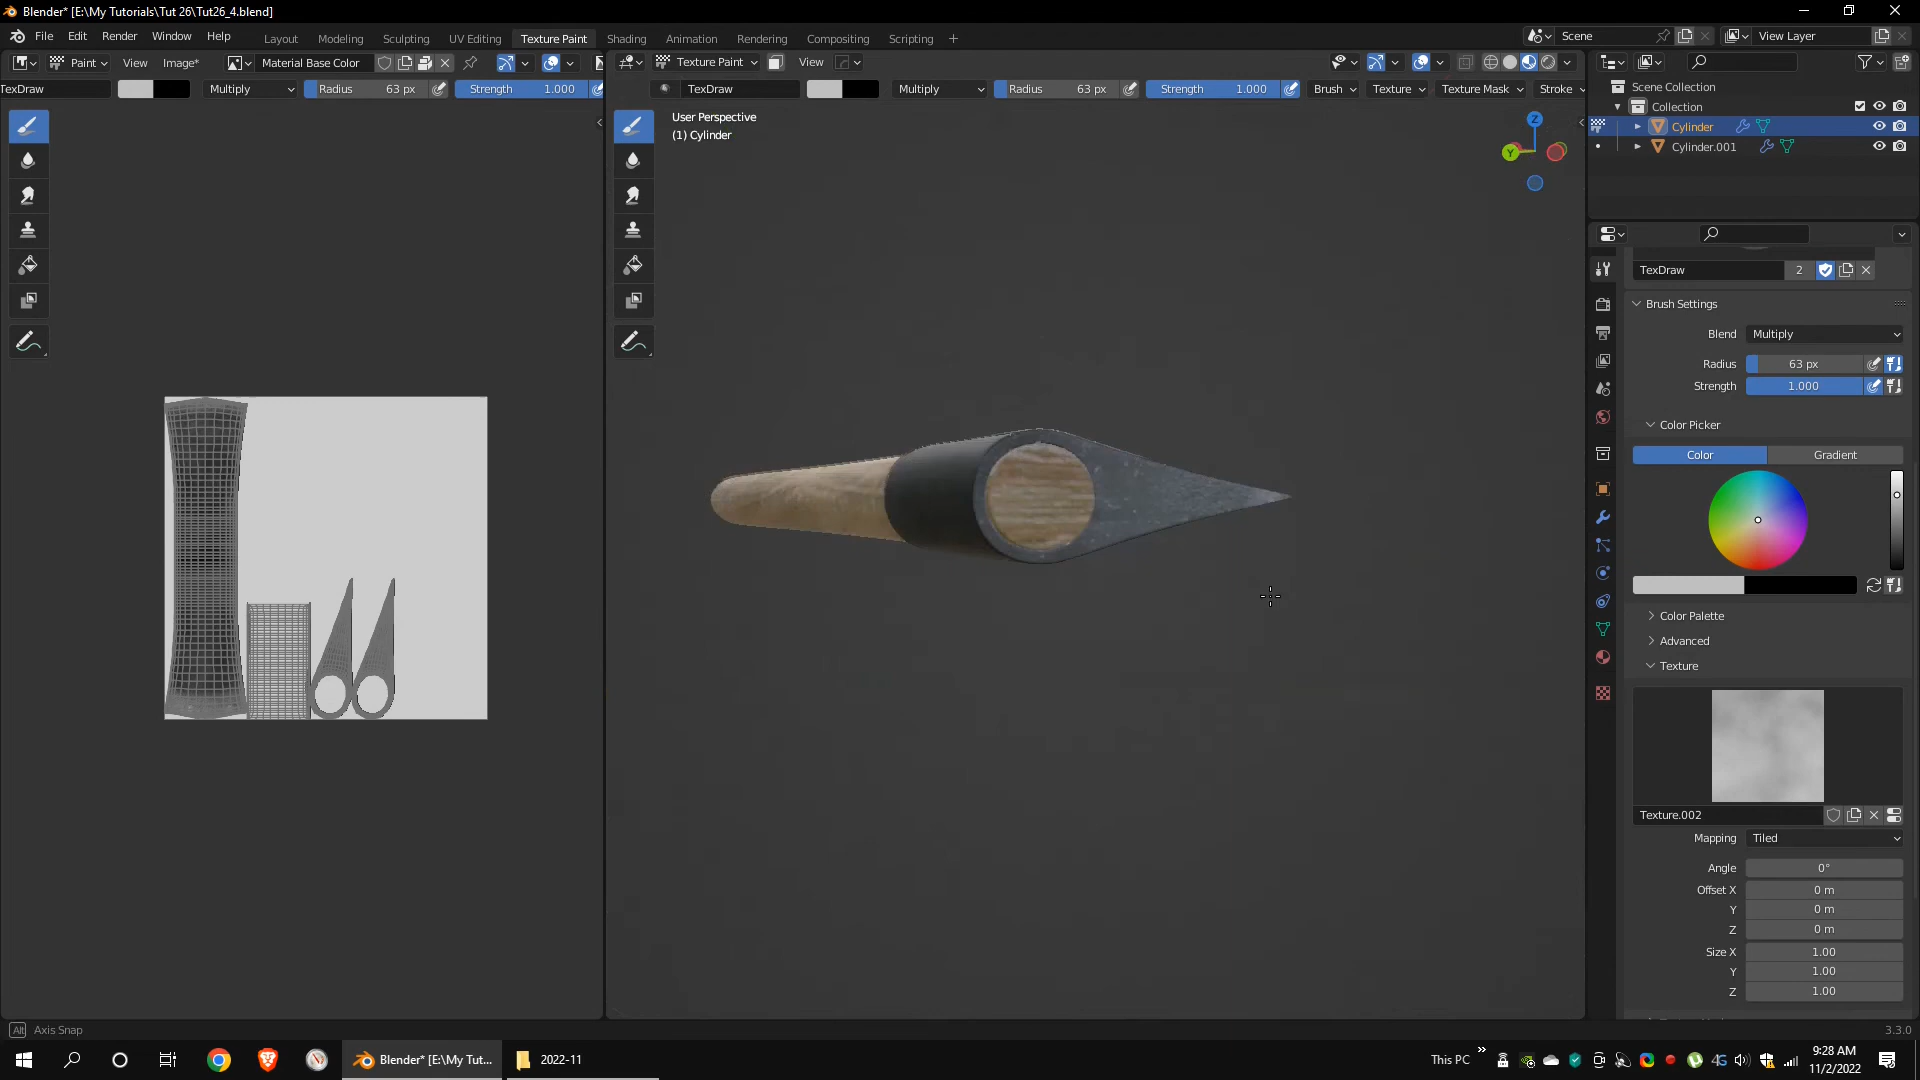 Blender* [E:\My Tutorials\Tut 26\Tut26_4.blend]
File Edit Render Window Help Layout Modeling Sculpting UV Editing Texture Paint Shading Animation Rendering Compositing Scripting Scene View Layer
Paint View Image* Material Base Color
Texture Paint View
TexDraw Multiply Radius 63 px Strength 1.000
TexDraw Multiply Radius 63 px Strength 1.000 Brush Texture Texture Mask Stroke
User Perspective
(1) Cylinder
Z
Y
Scene Collection
Collection
Cylinder
Cylinder.001
TexDraw 2
Brush Settings
Blend Multiply
Radius 63 px
Strength 1.000
Color Picker
Color Gradient
Color Palette
Advanced
Texture
Texture.002
Mapping Tiled
Angle 0°
Offset X 0 m
Y 0 m
Z 0 m
Size X 1.00
Y 1.00
Z 1.00
Alt Axis Snap
3.3.0
Blender* [E:\My Tut...
2022-11
This PC
4G
9:28 AM
11/2/2022